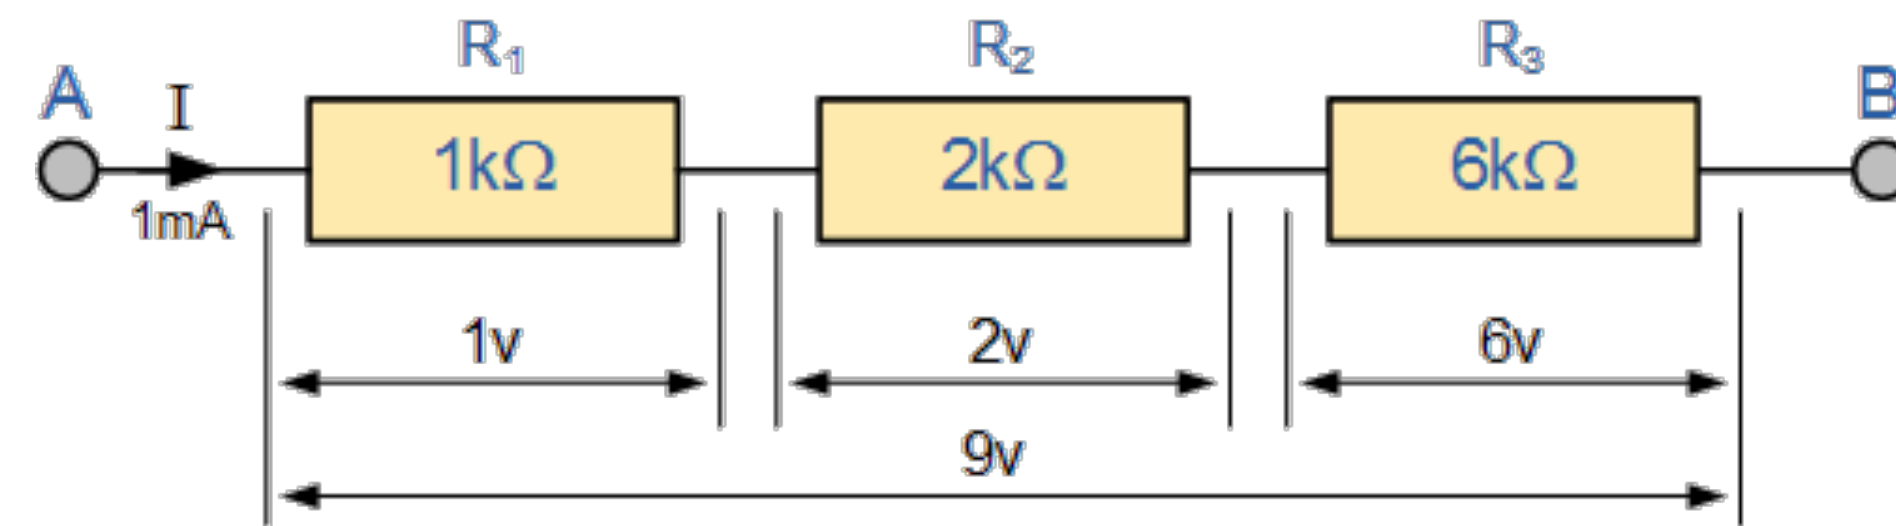 R₁ R₂ R₃
A I B
1kΩ 2kΩ 6kΩ
1mA
1v 2v 6v
9v